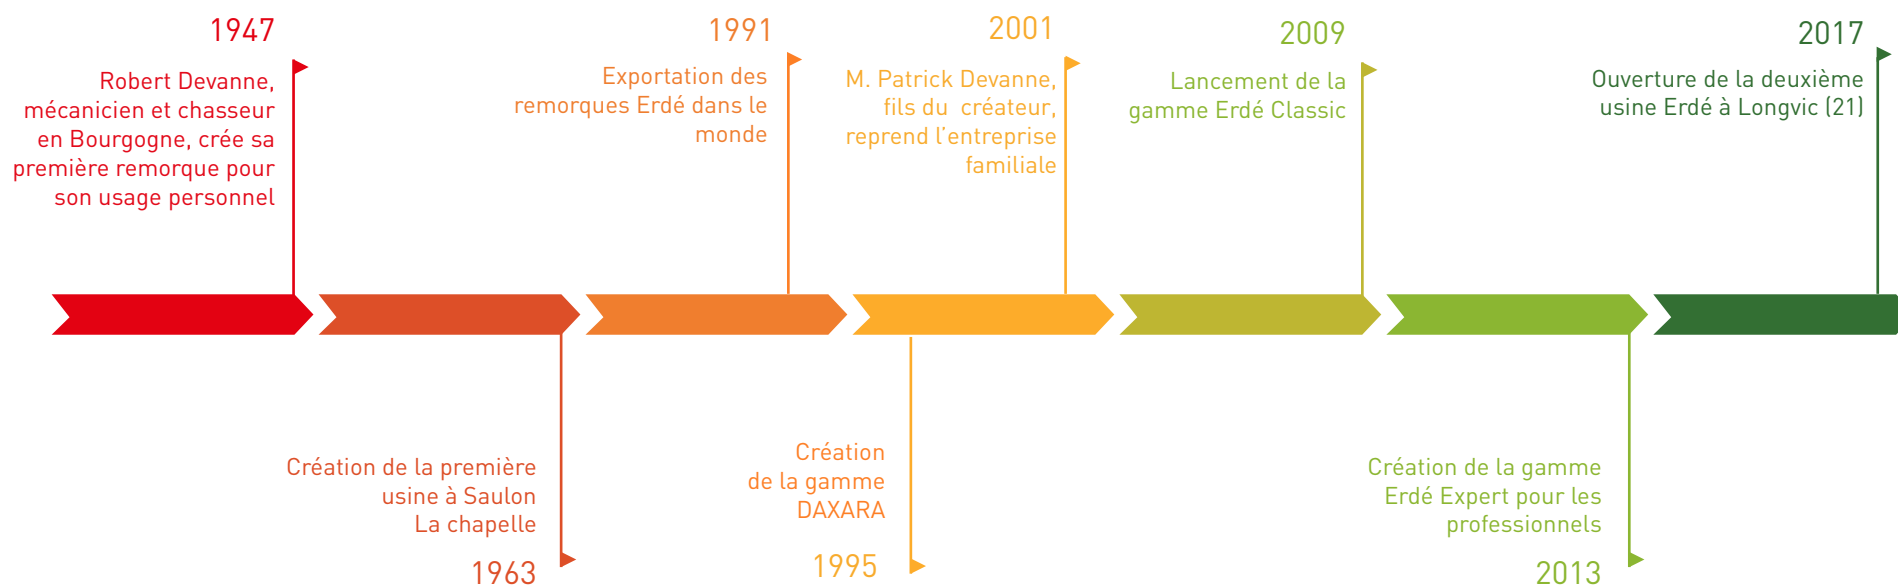 1947
Robert Devanne,
mécanicien et chasseur
en Bourgogne, crée sa
première remorque pour
son usage personnel
1991
Exportation des
remorques Erdé dans le
monde
2001
M. Patrick Devanne,
fils du  créateur,
reprend l'entreprise
familiale
2009
Lancement de la
gamme Erdé Classic
2017
Ouverture de la deuxième
usine Erdé à Longvic (21)
Création de la première
usine à Saulon
La chapelle
1963
Création
de la gamme
DAXARA
1995
Création de la gamme
Erdé Expert pour les
professionnels
2013